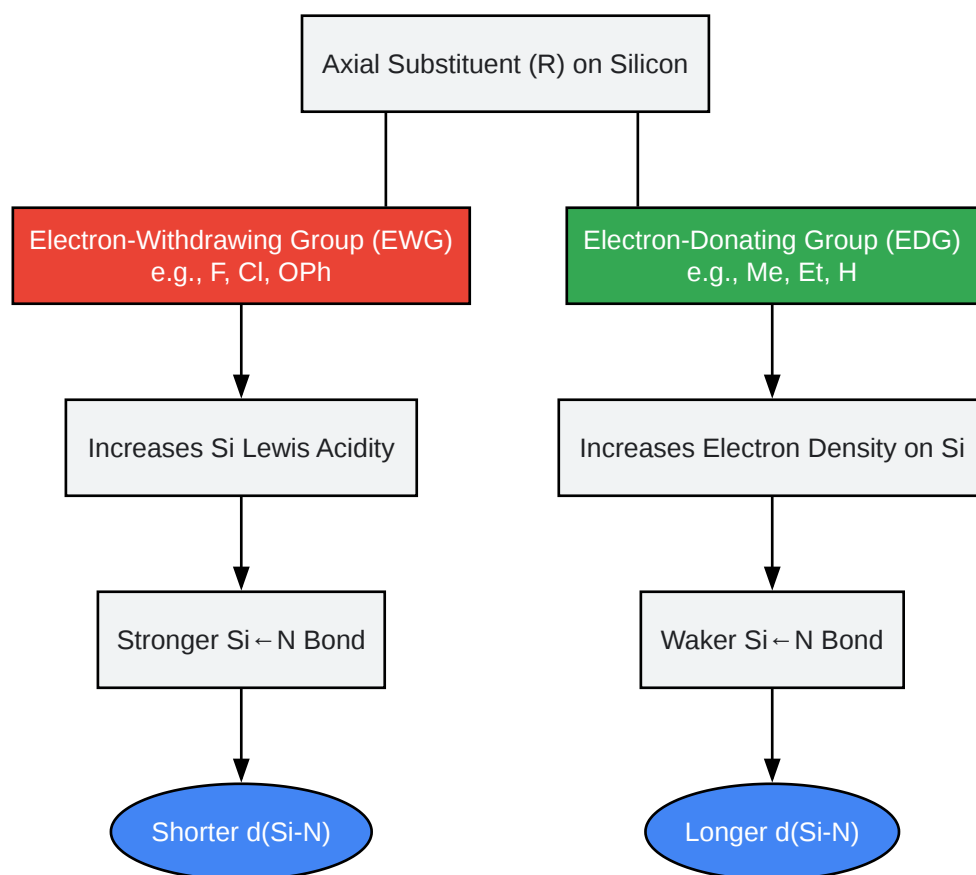 Axial Substituent (R) on Silicon
Electron-Withdrawing Group (EWG)
e.g., F, Cl, OPh
Electron-Donating Group (EDG)
e.g., Me, Et, H
Increases Si Lewis Acidity
Increases Electron Density on Si
Stronger Si←N Bond
Waker Si←N Bond
Shorter d(Si-N)
Longer d(Si-N)